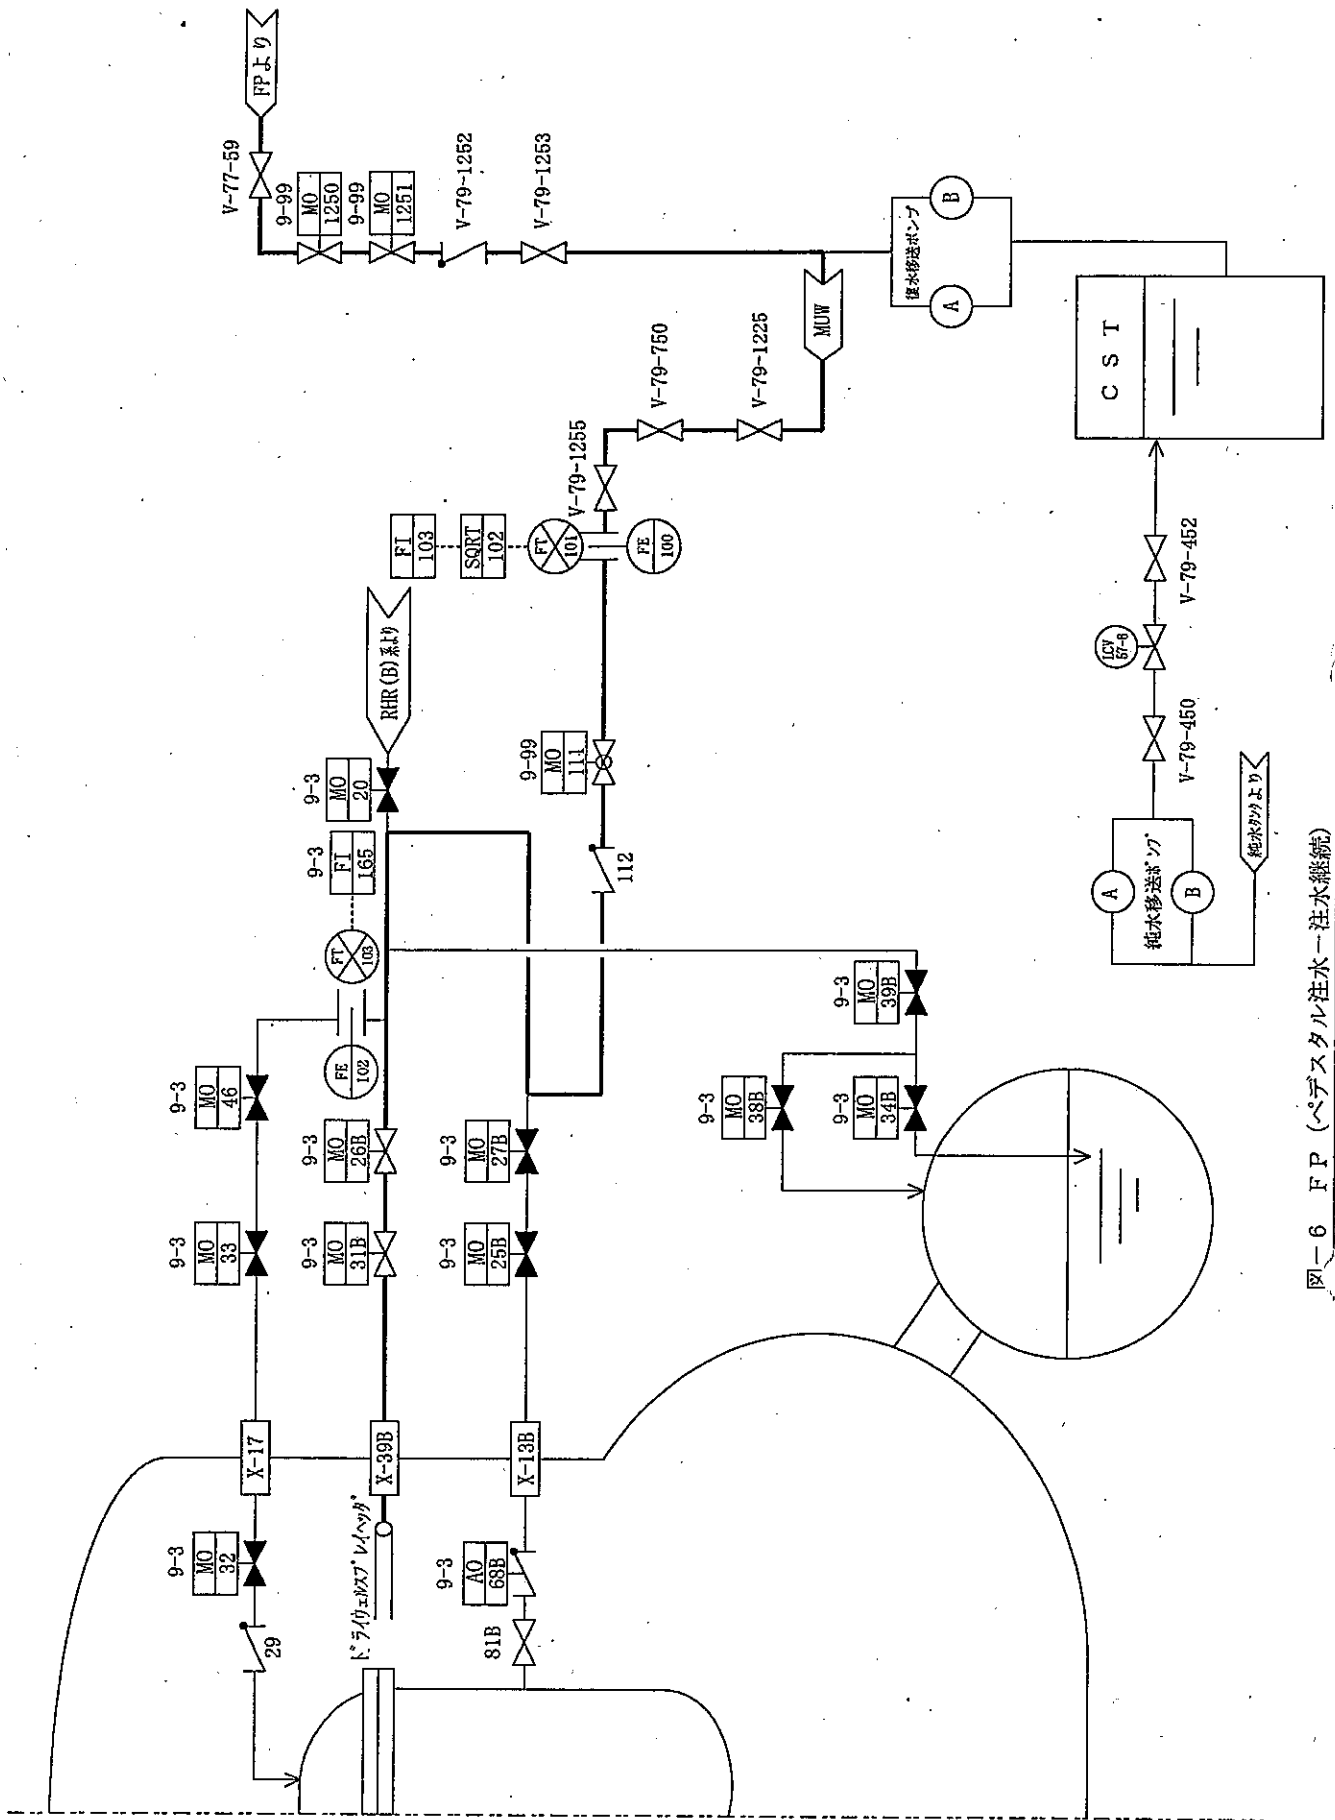 FPより
V-77-59
9-99
MO
1250
9-99
MO
1251
V-79-1252
V-79-1253
MUW
復水移送ポンプ
A
B
CST
V-79-750
V-79-1225
V-79-1255
FI
103
SQRT
102
FT
101
FE
100
RHR(B)系より
9-3
MO
20
9-3
FI
165
FT
103
FE
102
9-99
MO
111
112
9-3
MO
46
9-3
MO
33
9-3
MO
26B
9-3
MO
31B
9-3
MO
27B
9-3
MO
25B
9-3
MO
39B
9-3
MO
38B
9-3
MO
34B
X-17
X-39B
X-13B
9-3
MO
32
29
ドライウェルスプレイヘッダ
9-3
AO
68B
81B
V-79-452
LCV
57-8
V-79-450
A
純水移送ポンプ
B
純水タンクより
図-6 FP(ペデスタル注水-注水継続)